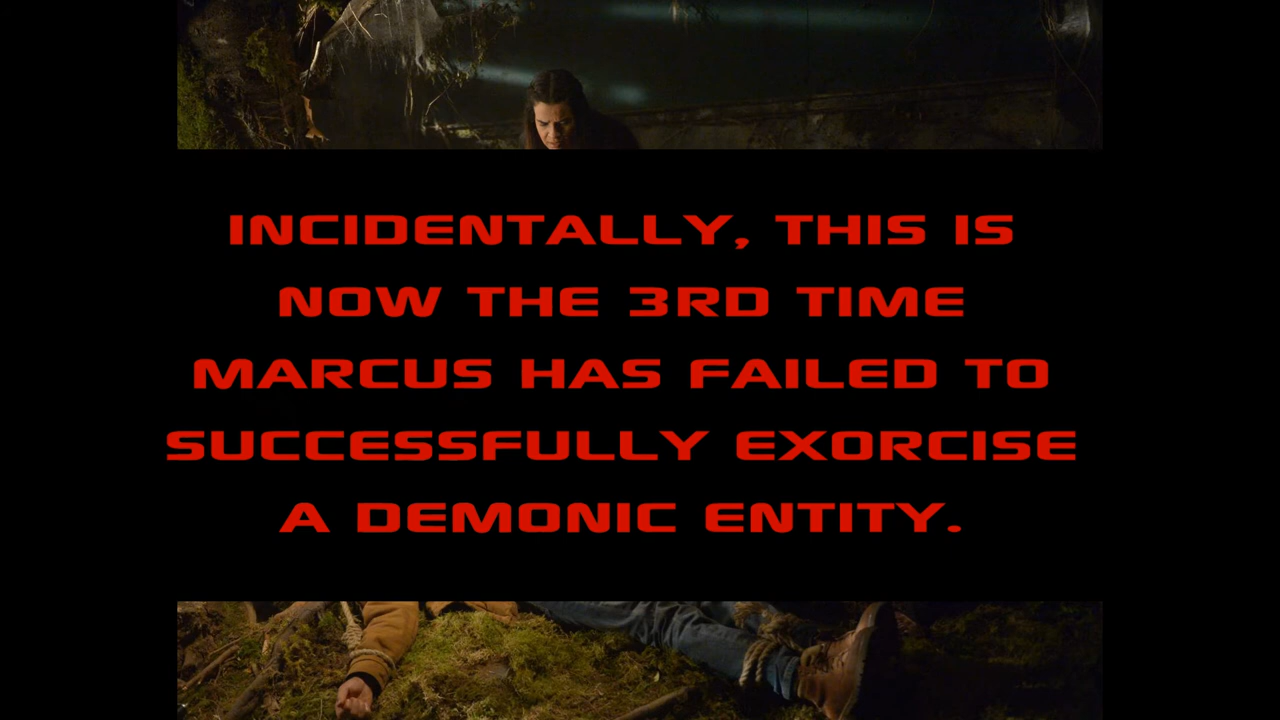 INCIDENTALLY, THIS IS
NOW THE 3RD TIME
MARCUS HAS FAILED TO
SUCCESSFULLY EXORCISE
A DEMONIC ENTITY.